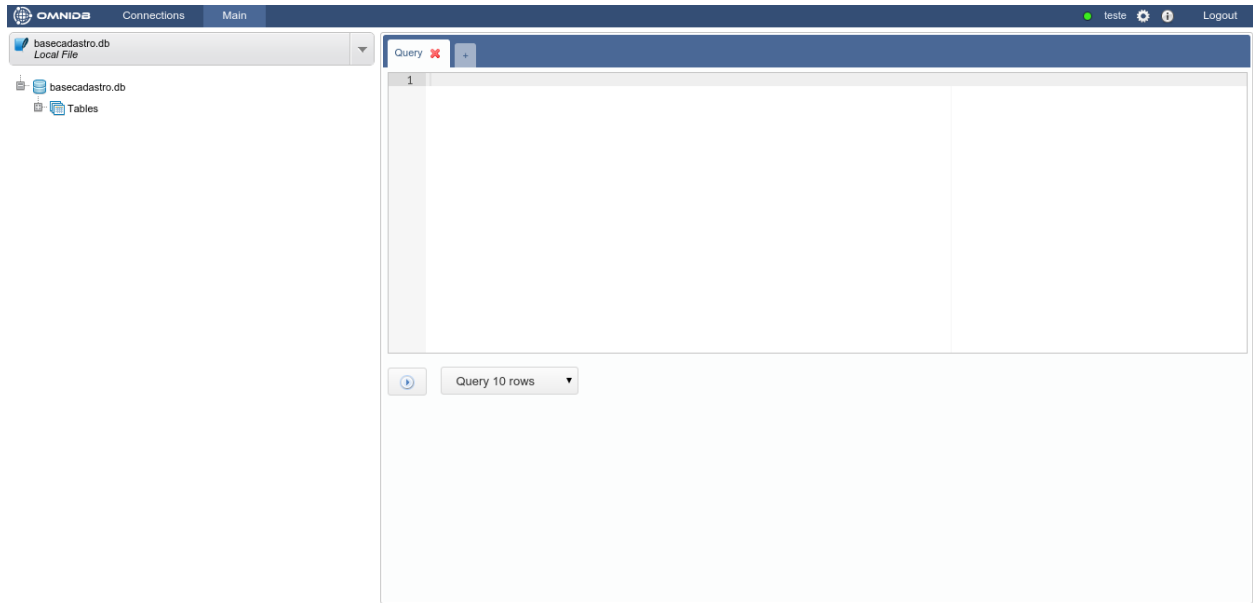 OMNIDB Connections Main teste Logout
basecadastro.db
Local File
Query +
basecadastro.db
Tables
1
Query 10 rows